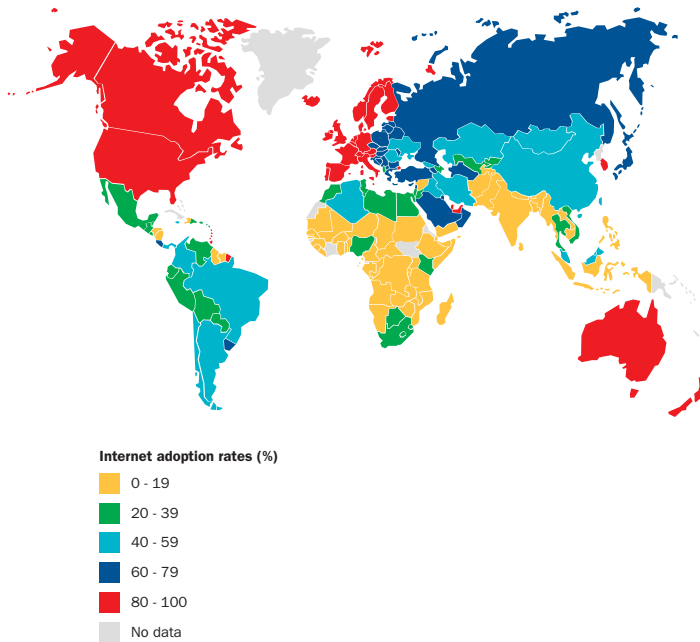 Internet adoption rates (%)
0 - 19
20 - 39
40 - 59
60 - 79
80 - 100
No data